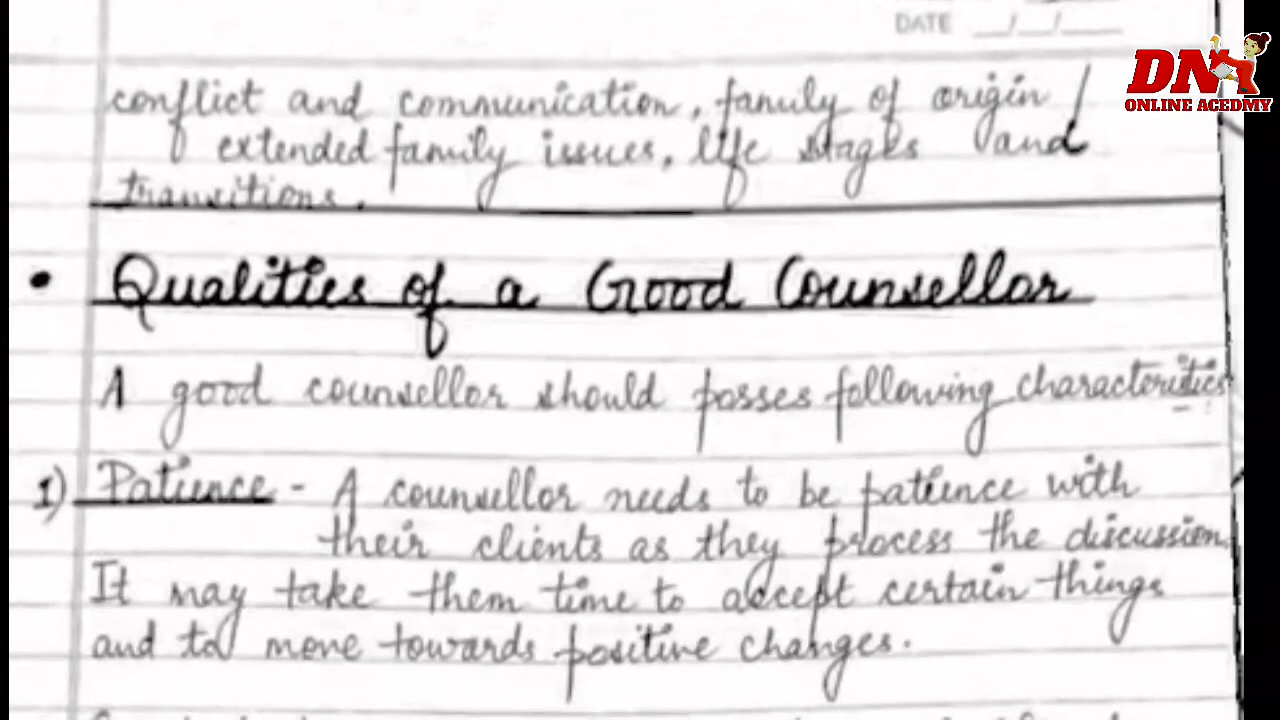 DATE __/__/____
DNA
ONLINE ACEDMY
conflict and communication, family of origin /
extended family issues, life stages and
transitions.
• Qualities of a Good Counsellor
A good counsellor should posses following characteristics
1) Patience - A counsellor needs to be patience with
their clients as they process the discussion.
It may take them time to accept certain things
and to move towards positive changes.